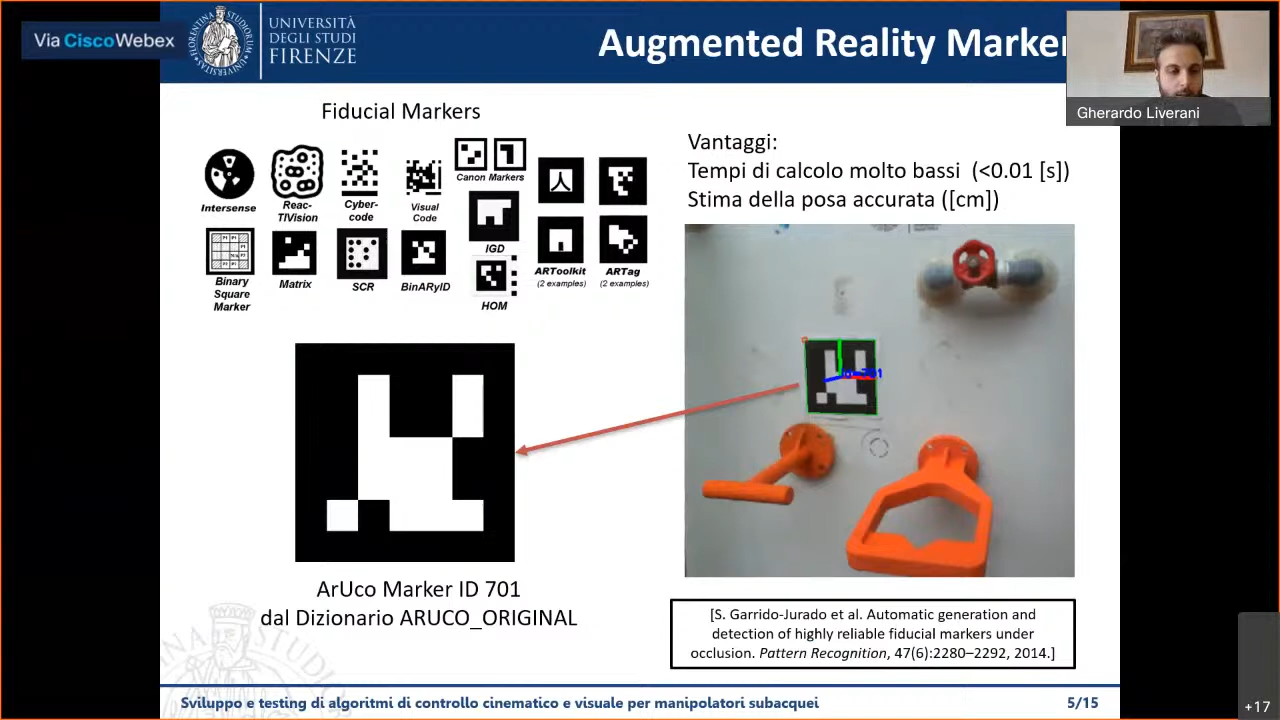 Via CiscoWebex
UNIVERSITÀ
DEGLI STUDI
FIRENZE
Augmented Reality Marker
Gherardo Liverani
Fiducial Markers
Intersense
Reac-
TIVision
Cyber-
code
Visual
Code
Canon Markers
IGD
HOM
Binary
Square
Marker
Matrix
SCR
BinARyID
ARToolkit
(2 examples)
ARTag
(2 examples)
Vantaggi:
Tempi di calcolo molto bassi (<0.01 [s])
Stima della posa accurata ([cm])
id=701
ArUco Marker ID 701
dal Dizionario ARUCO_ORIGINAL
[S. Garrido-Jurado et al. Automatic generation and
detection of highly reliable fiducial markers under
occlusion. Pattern Recognition, 47(6):2280–2292, 2014.]
Sviluppo e testing di algoritmi di controllo cinematico e visuale per manipolatori subacquei
5/15
+17